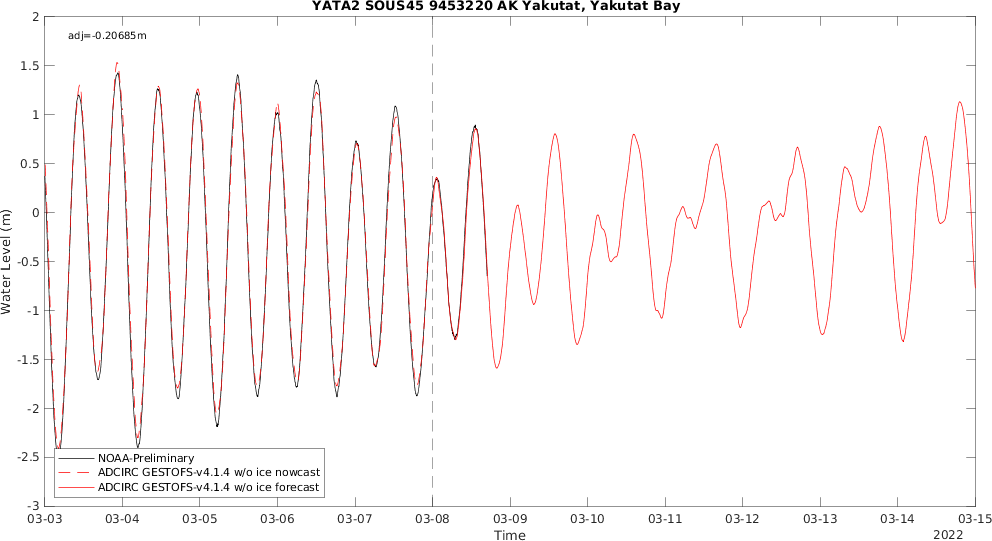 YATA2 SOUS45 9453220 AK Yakutat, Yakutat Bay
adj=-0.20685m
2
1.5
1
0.5
0
-0.5
-1
-1.5
-2
-2.5
-3
Water Level (m)
NOAA-Preliminary
ADCIRC GESTOFS-v4.1.4 w/o ice nowcast
ADCIRC GESTOFS-v4.1.4 w/o ice forecast
03-03 03-04 03-05 03-06 03-07 03-08 03-09 03-10 03-11 03-12 03-13 03-14 03-15
Time
2022